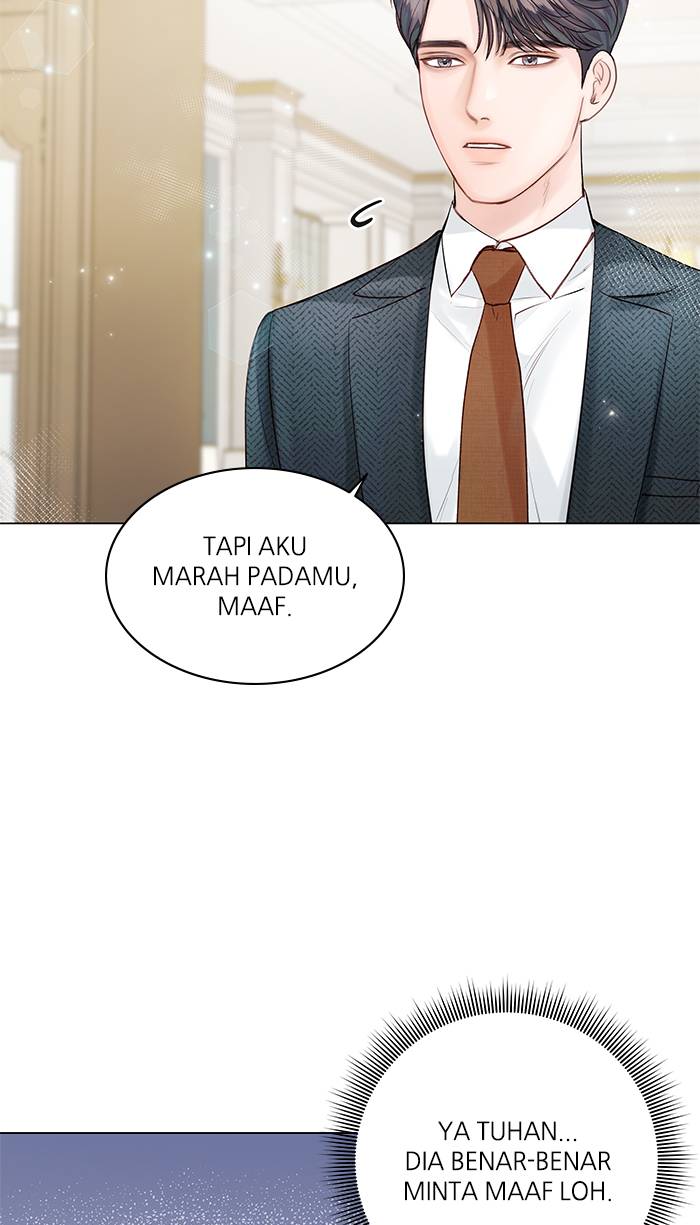 TAPI AKU
MARAH PADAMU,
MAAF.
YA TUHAN...
DIA BENAR-BENAR
MINTA MAAF LOH.